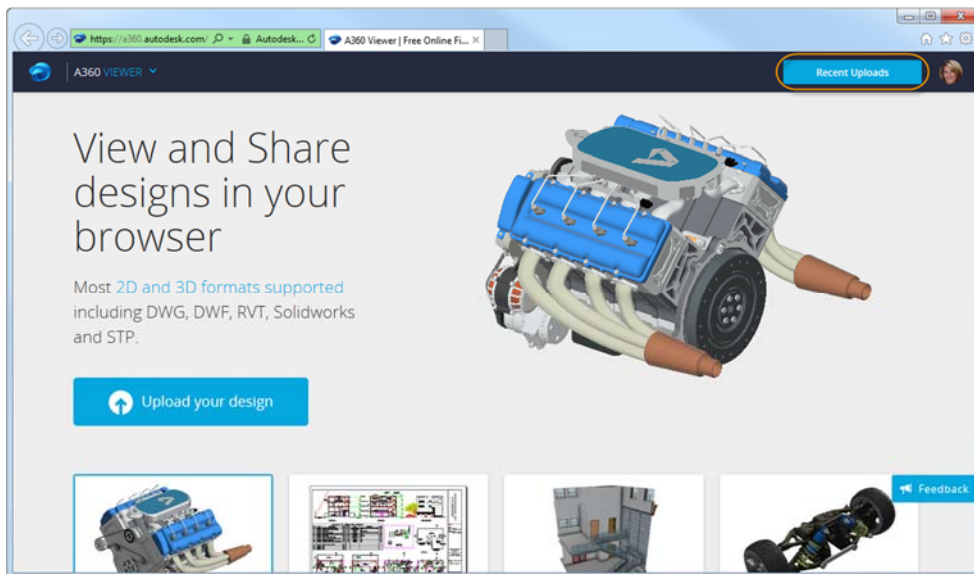 https://a360.autodesk.com/
Autodesk...
A360 Viewer | Free Online Fi...
A360 VIEWER
Recent Uploads
View and Share
designs in your
browser
Most 2D and 3D formats supported
including DWG, DWF, RVT, Solidworks
and STP.
Upload your design
Feedback